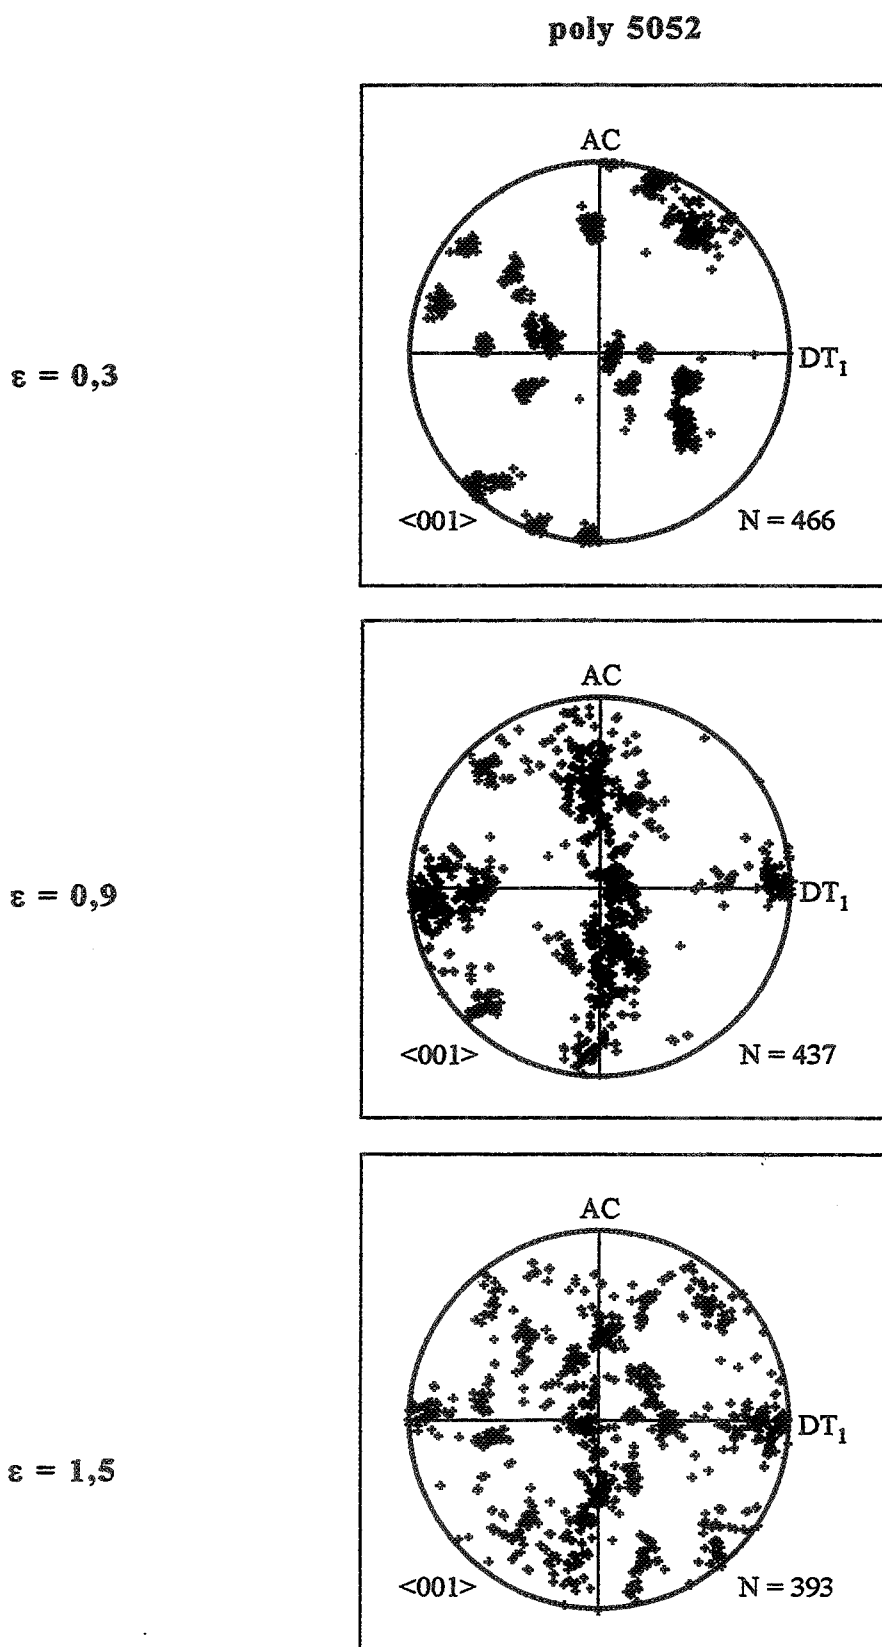 poly 5052
AC
DT1
ε = 0,3
<001>
N = 466
AC
DT1
ε = 0,9
<001>
N = 437
AC
DT1
ε = 1,5
<001>
N = 393